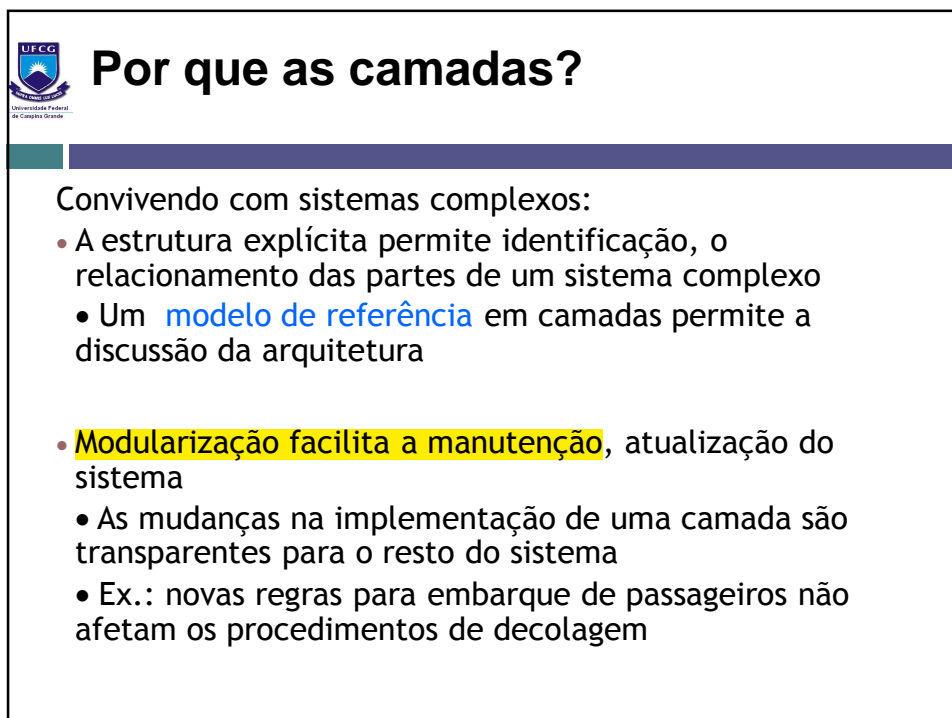 UFCG
Universidade Federal
de Campina Grande
Por que as camadas?
Convivendo com sistemas complexos:
• A estrutura explícita permite identificação, o
relacionamento das partes de um sistema complexo
• Um modelo de referência em camadas permite a
discussão da arquitetura
• Modularização facilita a manutenção, atualização do
sistema
• As mudanças na implementação de uma camada são
transparentes para o resto do sistema
• Ex.: novas regras para embarque de passageiros não
afetam os procedimentos de decolagem